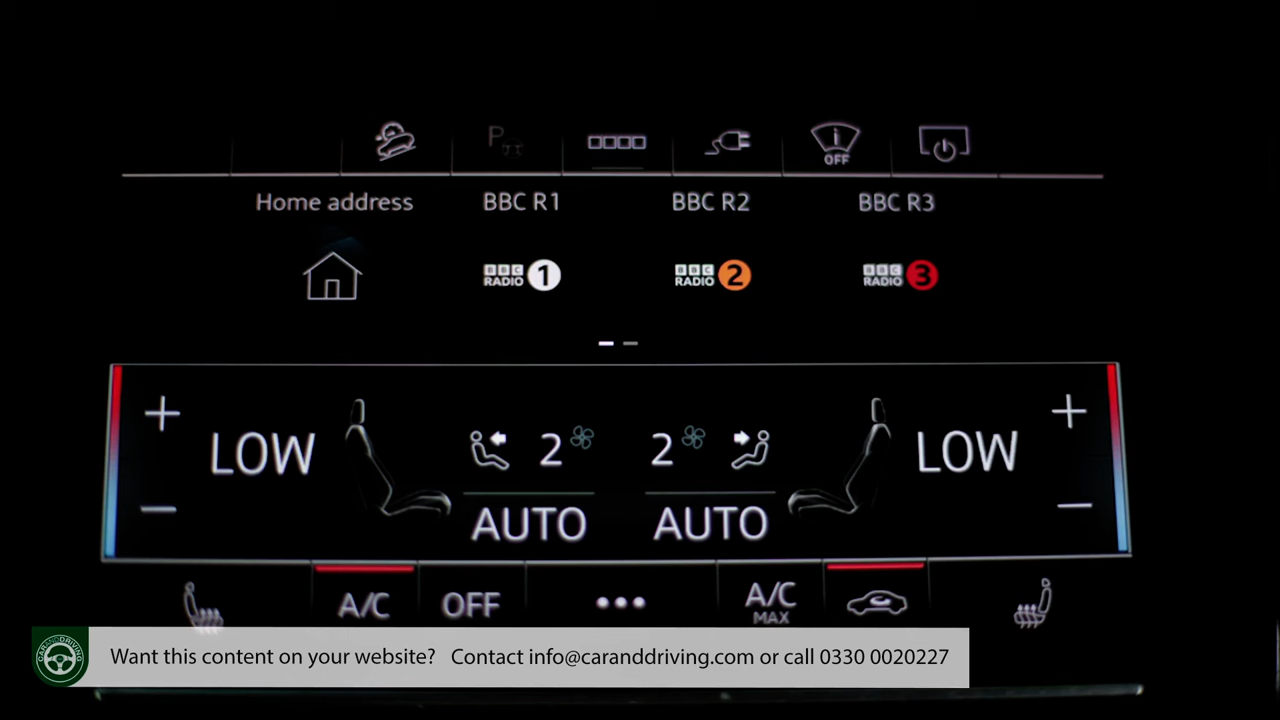 P
OFF
Home address BBC R1 BBC R2 BBC R3
BBC RADIO 1 BBC RADIO 2 BBC RADIO 3
+ +
LOW 2 2 LOW
- -
AUTO AUTO
A/C OFF ... A/C MAX
CARANDDRIVING
Want this content on your website? Contact info@caranddriving.com or call 0330 0020227